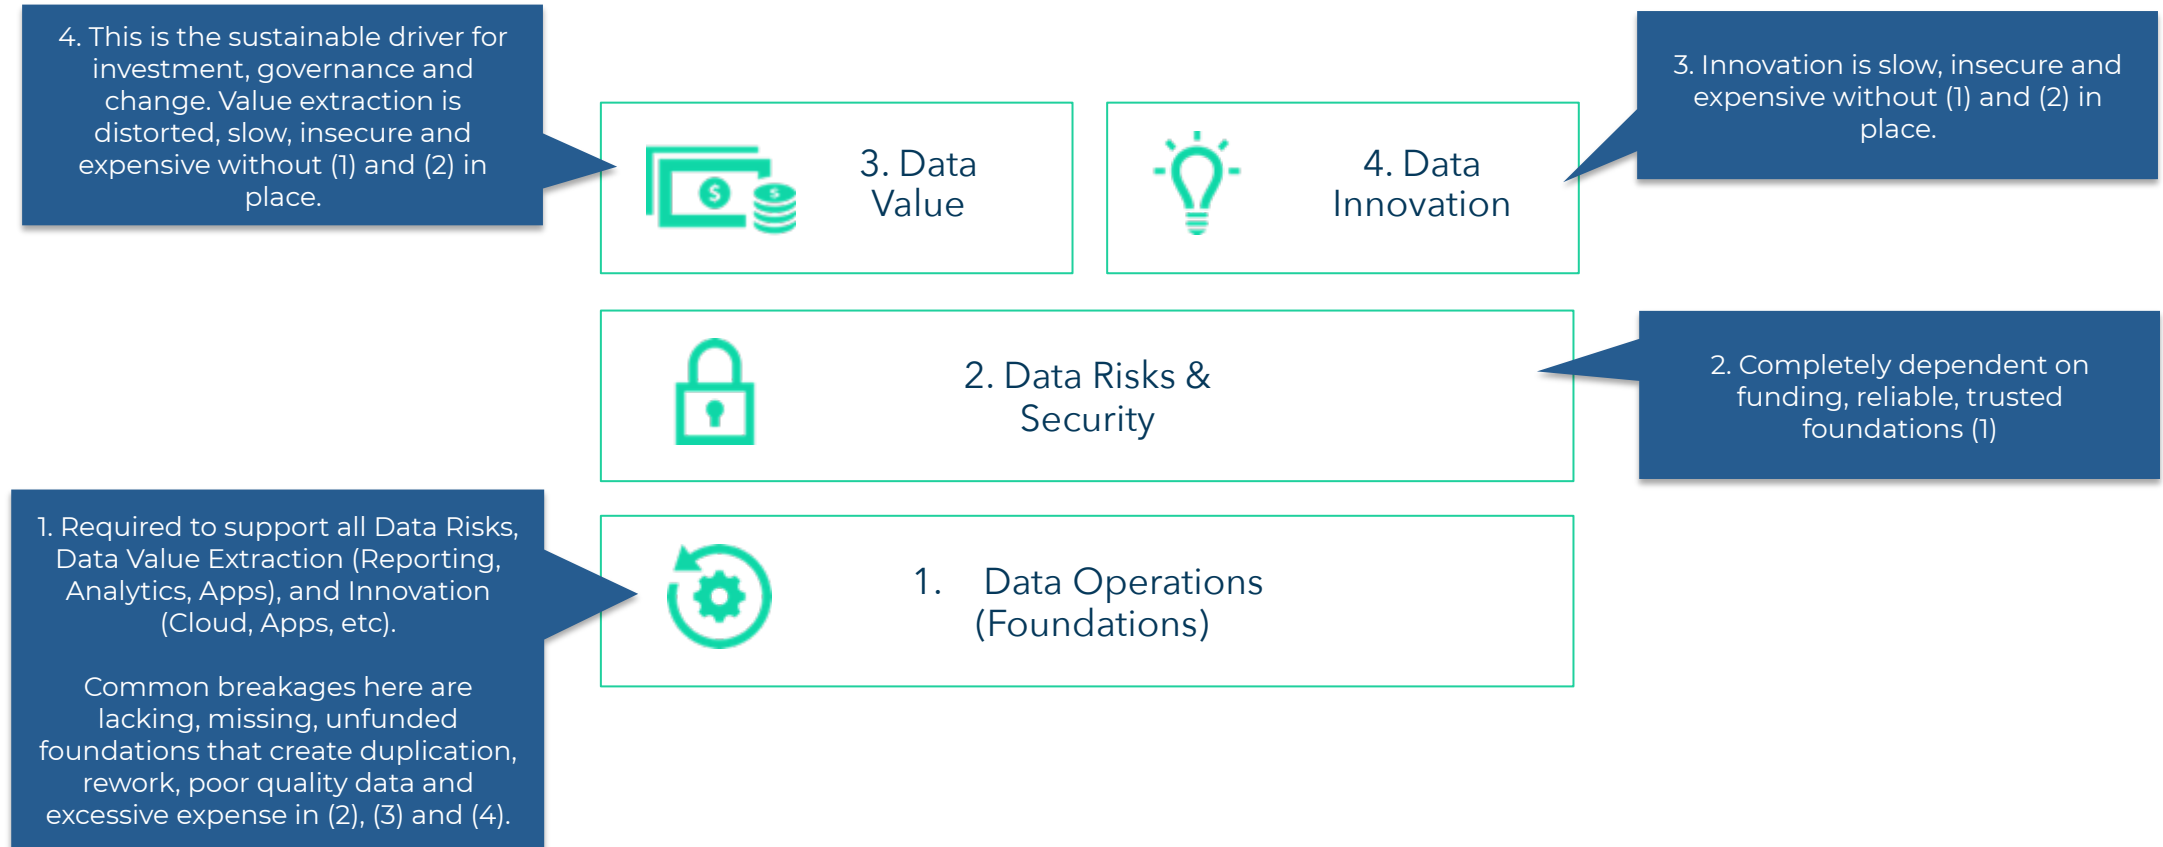 4. This is the sustainable driver for
investment, governance and
change. Value extraction is
distorted, slow, insecure and
expensive without (1) and (2) in
place.
3. Data
Value
4. Data
Innovation
3. Innovation is slow, insecure and
expensive without (1) and (2) in
place.
2. Data Risks &
Security
2. Completely dependent on
funding, reliable, trusted
foundations (1)
1. Required to support all Data Risks,
Data Value Extraction (Reporting,
Analytics, Apps), and Innovation
(Cloud, Apps, etc).
Common breakages here are
lacking, missing, unfunded
foundations that create duplication,
rework, poor quality data and
excessive expense in (2), (3) and (4).
1. Data Operations
(Foundations)